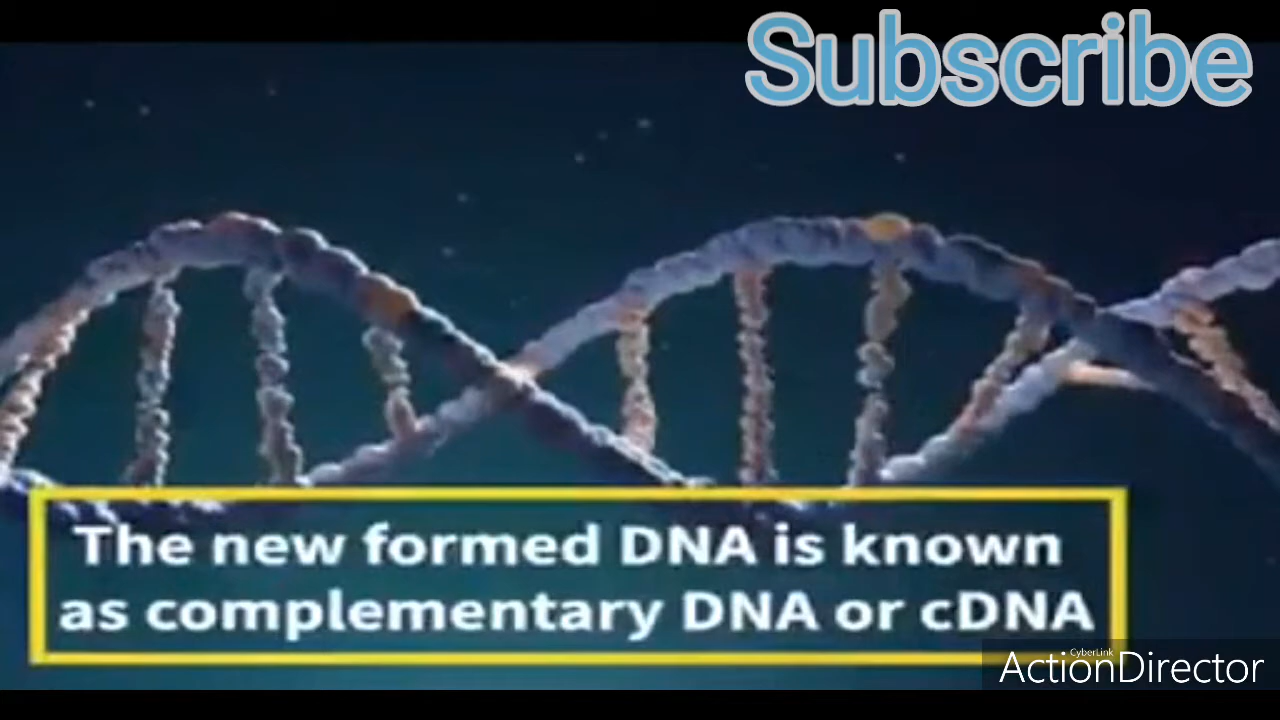 Subscribe
The new formed DNA is known
as complementary DNA or cDNA
CyberLink
ActionDirector